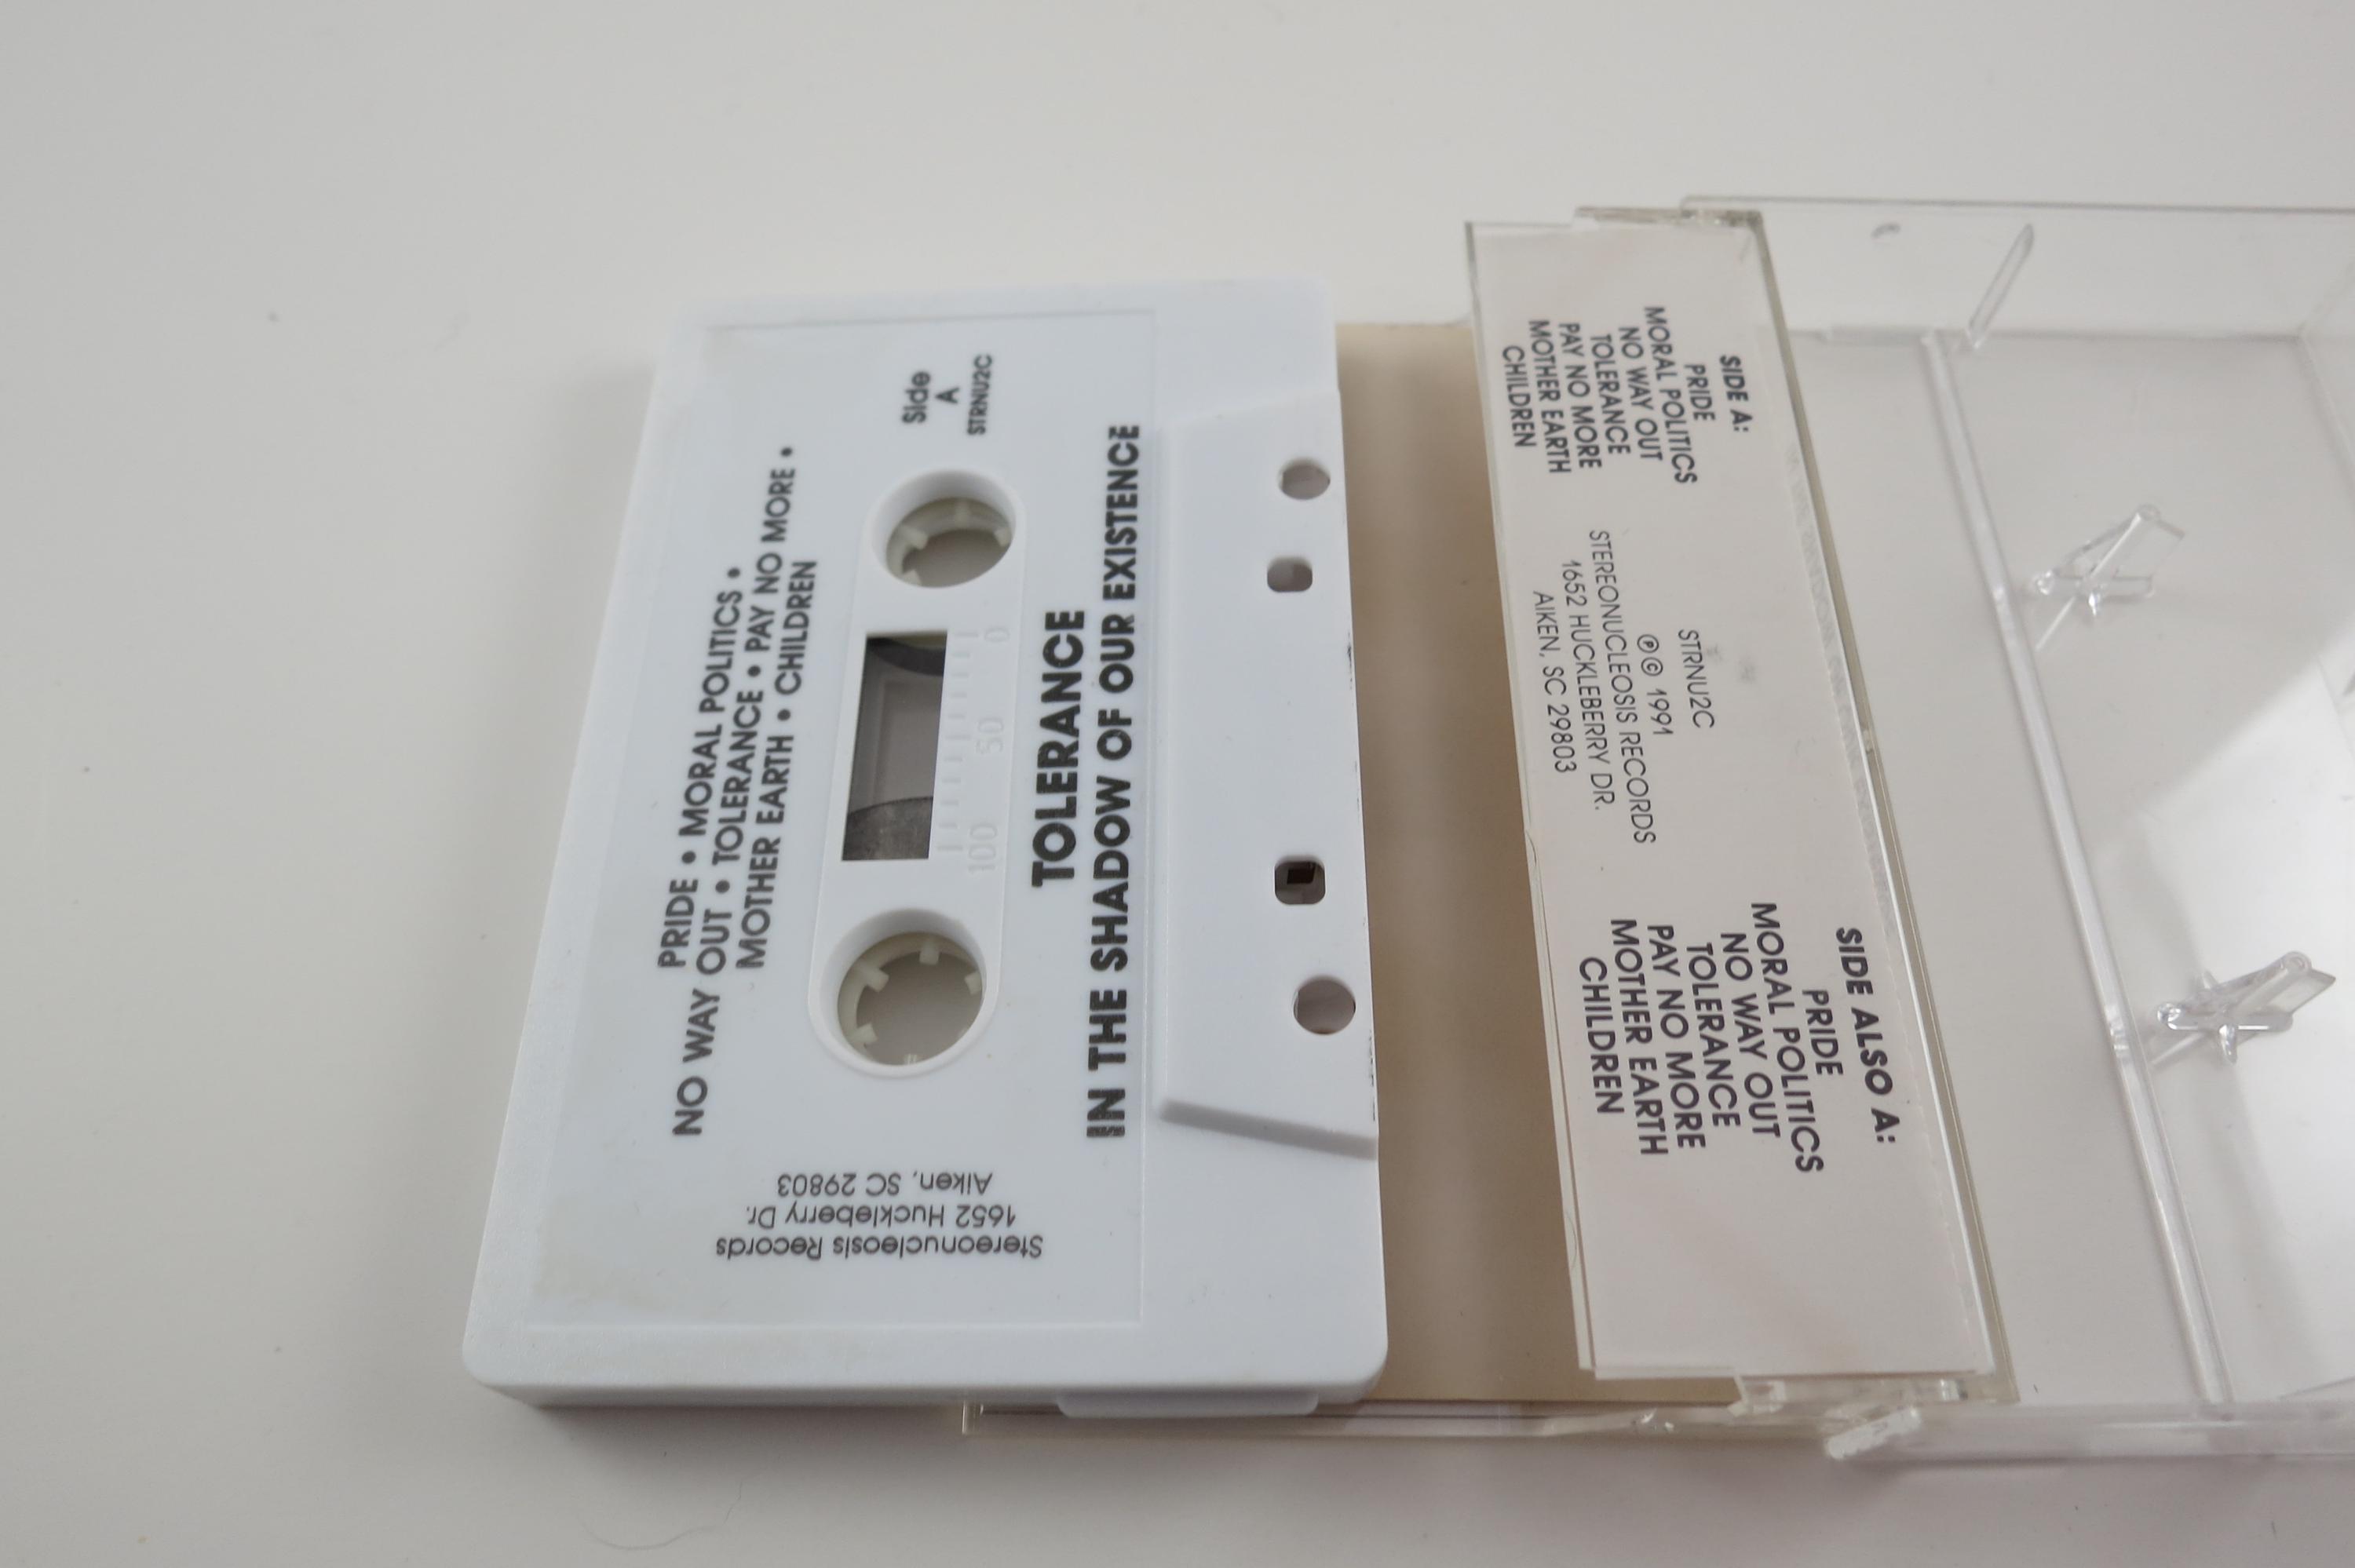 PRIDE • MORAL POLITICS •
NO WAY OUT • TOLERANCE • PAY NO MORE •
MOTHER EARTH • CHILDREN
Side
A
STRNU2C
0
50
100
TOLERANCE
IN THE SHADOW OF OUR EXISTENCE
Stereonucleosis Records
1652 Huckleberry Dr.
Aiken, SC 29803
SIDE A:
PRIDE
MORAL POLITICS
NO WAY OUT
TOLERANCE
PAY NO MORE
MOTHER EARTH
CHILDREN
STRNU2C
℗© 1991
STEREONUCLEOSIS RECORDS
1652 HUCKLEBERRY DR.
AIKEN, SC 29803
SIDE ALSO A:
PRIDE
MORAL POLITICS
NO WAY OUT
TOLERANCE
PAY NO MORE
MOTHER EARTH
CHILDREN